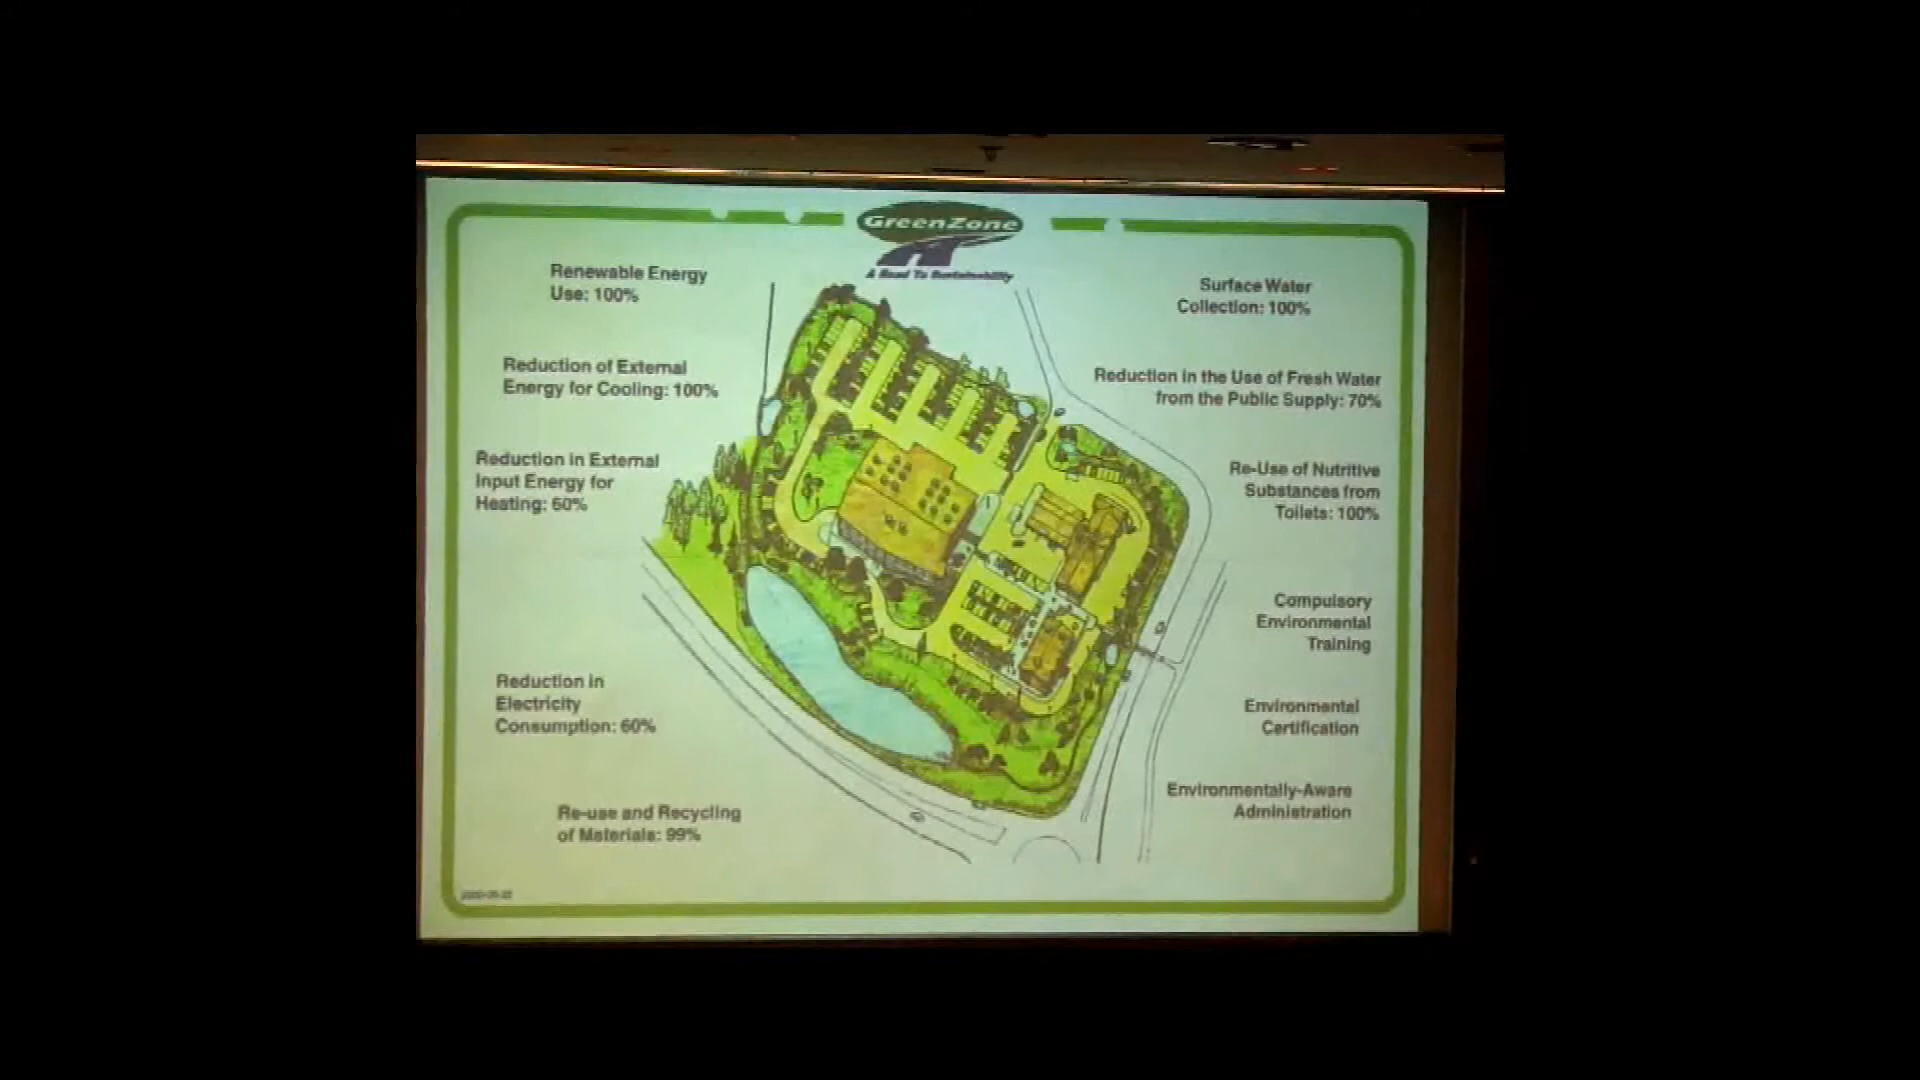 GreenZone
A Road To Sustainability
Renewable Energy
Use: 100%
Reduction of External
Energy for Cooling: 100%
Reduction in External
Input Energy for
Heating: 60%
Reduction in
Electricity
Consumption: 60%
Re-use and Recycling
of Materials: 99%
Surface Water
Collection: 100%
Reduction in the Use of Fresh Water
from the Public Supply: 70%
Re-Use of Nutritive
Substances from
Toilets: 100%
Compulsory
Environmental
Training
Environmental
Certification
Environmentally-Aware
Administration